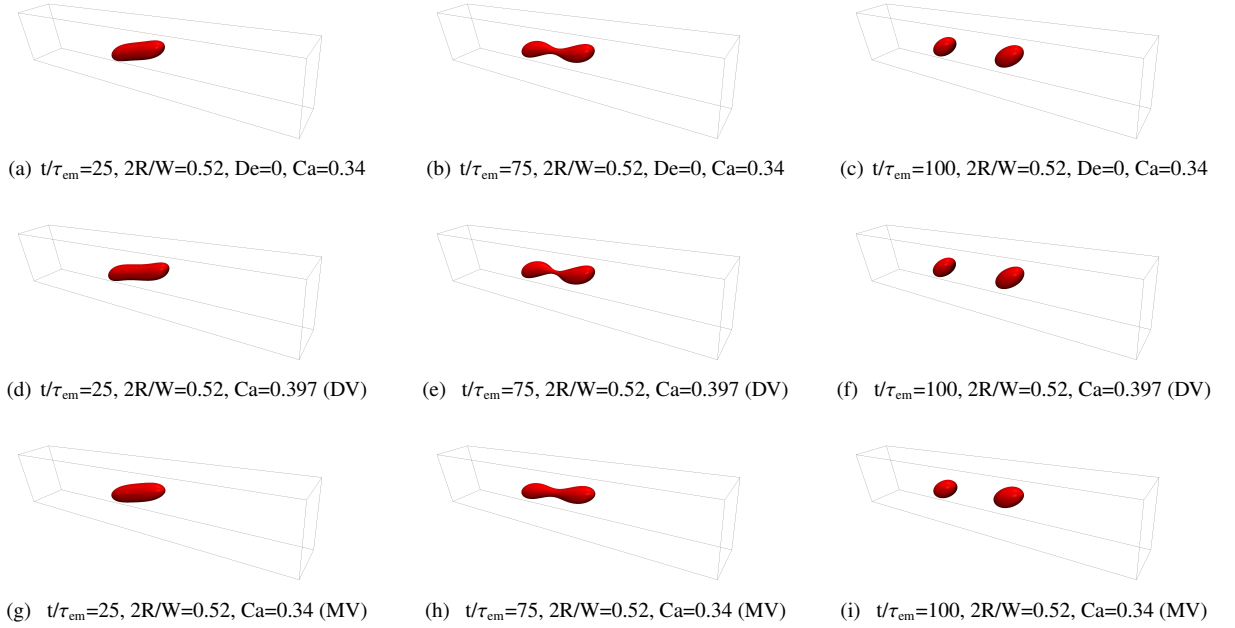 (a) t/τem=25, 2R/W=0.52, De=0, Ca=0.34
(b) t/τem=75, 2R/W=0.52, De=0, Ca=0.34
(c) t/τem=100, 2R/W=0.52, De=0, Ca=0.34
(d) t/τem=25, 2R/W=0.52, Ca=0.397 (DV)
(e) t/τem=75, 2R/W=0.52, Ca=0.397 (DV)
(f) t/τem=100, 2R/W=0.52, Ca=0.397 (DV)
(g) t/τem=25, 2R/W=0.52, Ca=0.34 (MV)
(h) t/τem=75, 2R/W=0.52, Ca=0.34 (MV)
(i) t/τem=100, 2R/W=0.52, Ca=0.34 (MV)